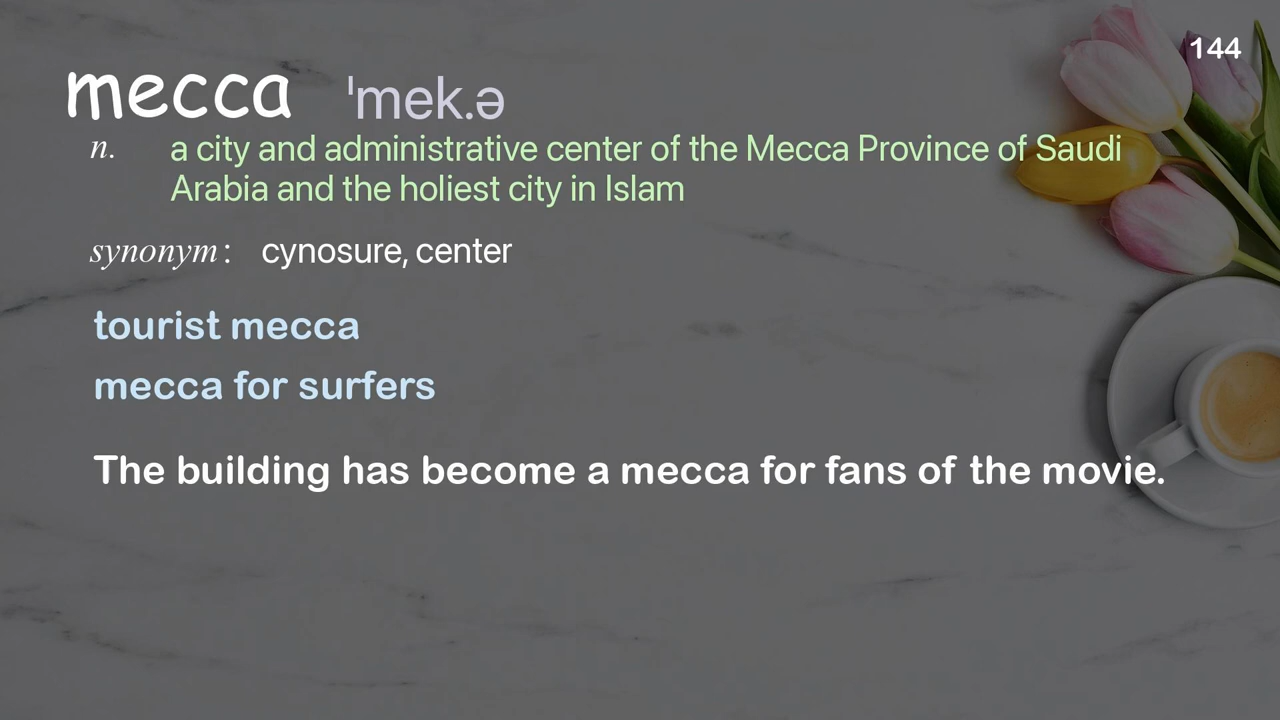 144
mecca ˈmek.ə
n. a city and administrative center of the Mecca Province of Saudi
Arabia and the holiest city in Islam
synonym: cynosure, center
tourist mecca
mecca for surfers
The building has become a mecca for fans of the movie.